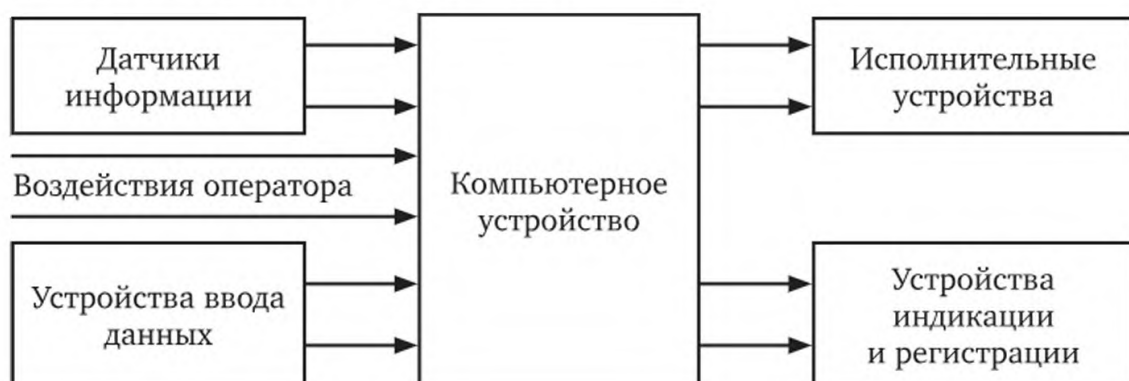 Датчики
информации
Воздействия оператора
Устройства ввода
данных
Компьютерное
устройство
Исполнительные
устройства
Устройства
индикации
и регистрации